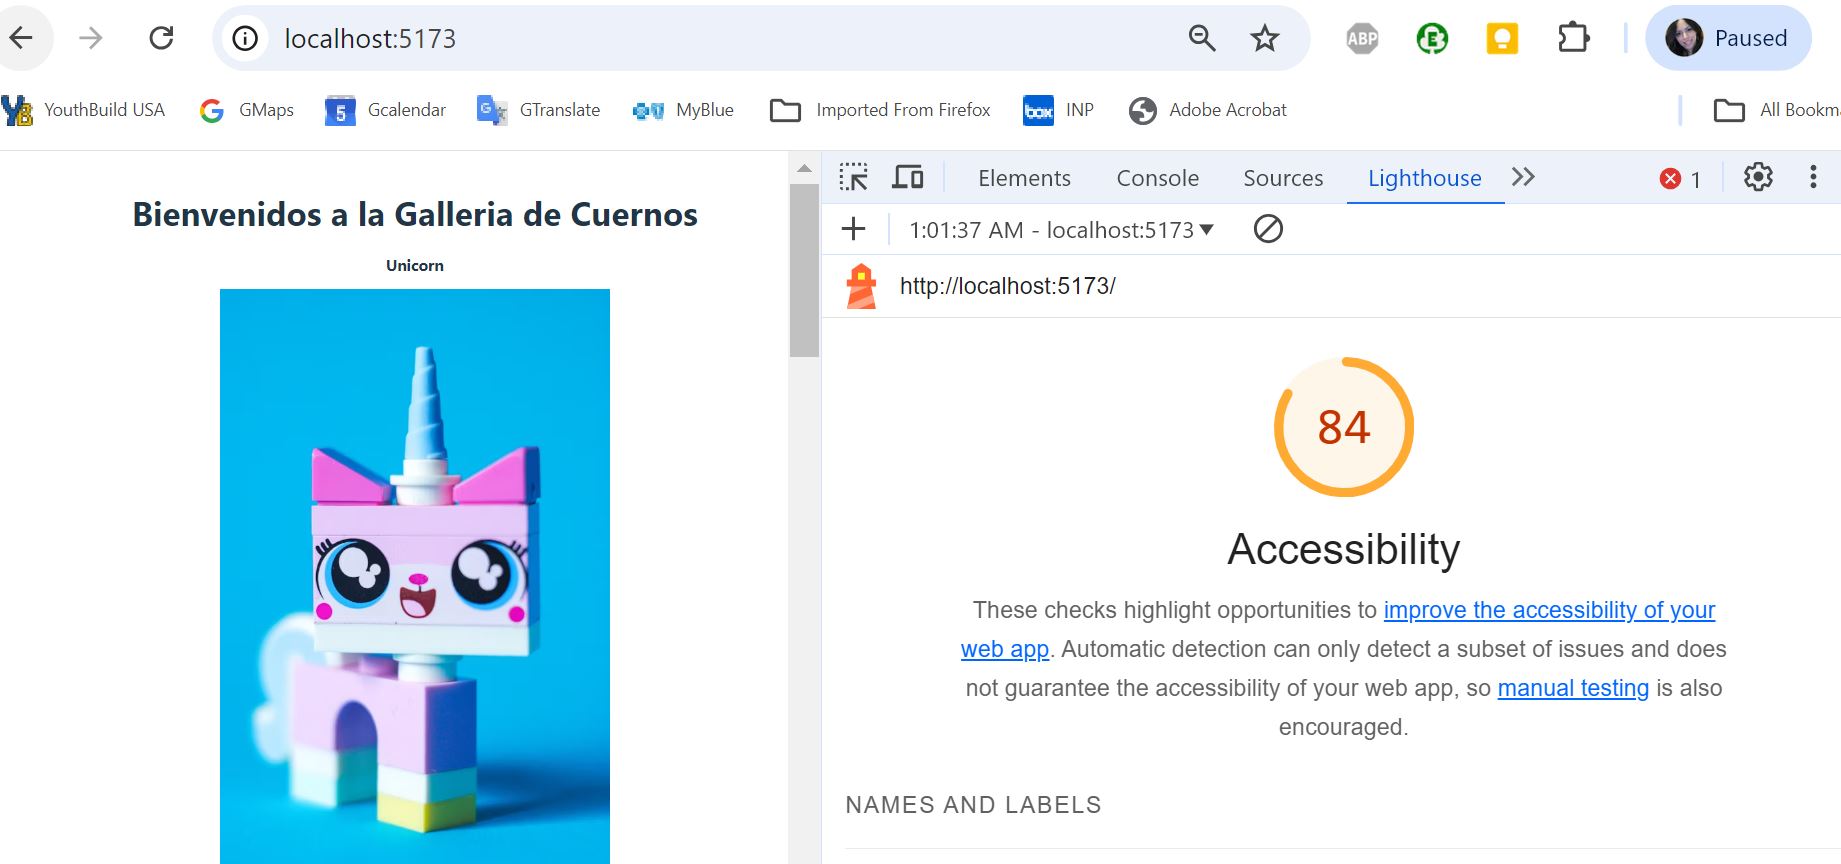 localhost:5173
ABP
E
Paused
YB YouthBuild USA
G GMaps
5 Gcalendar
G GTranslate
MyBlue
Imported From Firefox
box INP
Adobe Acrobat
All Bookma
Bienvenidos a la Galleria de Cuernos
Unicorn
Elements
Console
Sources
Lighthouse
1
1:01:37 AM - localhost:5173
http://localhost:5173/
84
Accessibility
These checks highlight opportunities to improve the accessibility of your
web app. Automatic detection can only detect a subset of issues and does
not guarantee the accessibility of your web app, so manual testing is also
encouraged.
NAMES AND LABELS